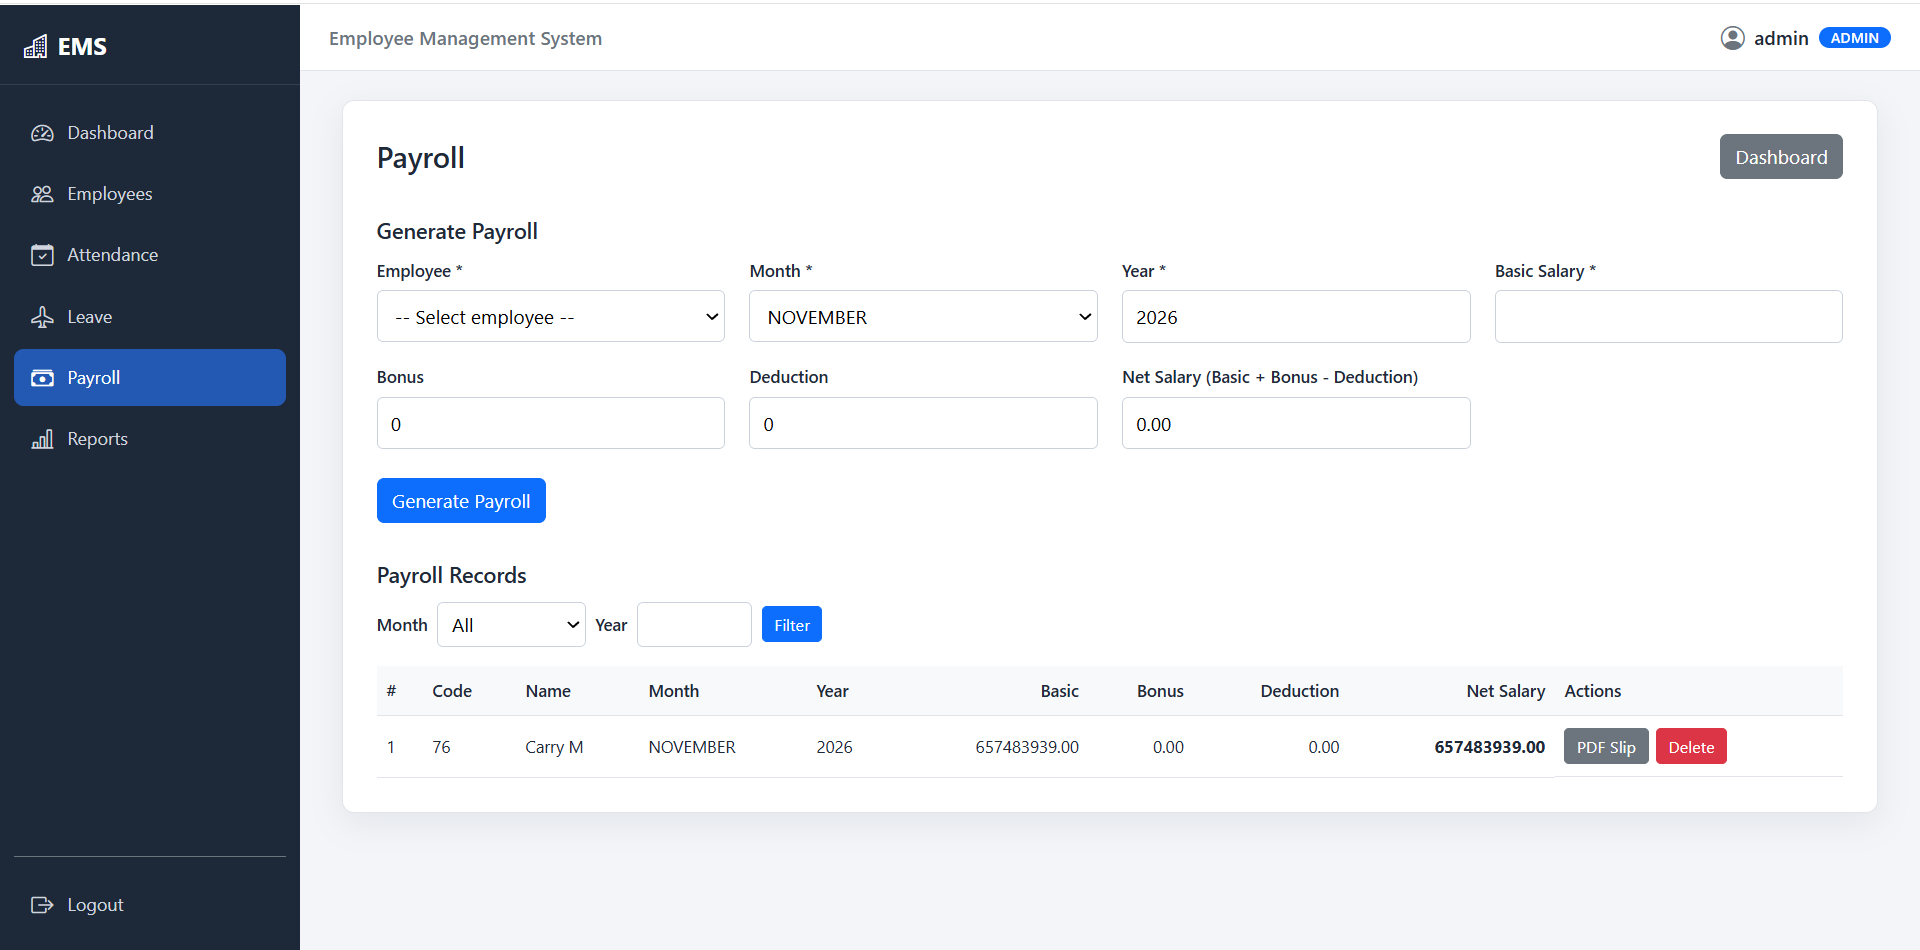 EMS
Employee Management System
admin ADMIN
Dashboard
Employees
Attendance
Leave
Payroll
Reports
Logout
Payroll
Dashboard
Generate Payroll
Employee * Month * Year * Basic Salary *
-- Select employee -- NOVEMBER 2026
Bonus Deduction Net Salary (Basic + Bonus - Deduction)
0 0 0.00
Generate Payroll
Payroll Records
Month All Year Filter
# Code Name Month Year Basic Bonus Deduction Net Salary Actions
1 76 Carry M NOVEMBER 2026 657483939.00 0.00 0.00 657483939.00 PDF Slip Delete